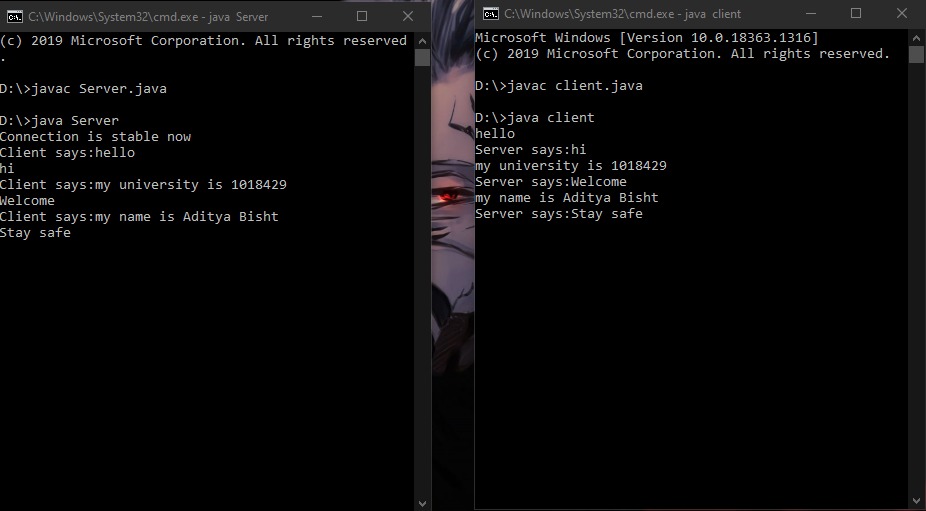 C:\Windows\System32\cmd.exe - java Server
(c) 2019 Microsoft Corporation. All rights reserved
.
D:\>javac Server.java
D:\>java Server
Connection is stable now
Client says:hello
hi
Client says:my university is 1018429
Welcome
Client says:my name is Aditya Bisht
Stay safe
C:\Windows\System32\cmd.exe - java client
Microsoft Windows [Version 10.0.18363.1316]
(c) 2019 Microsoft Corporation. All rights reserved.
D:\>javac client.java
D:\>java client
hello
Server says:hi
my university is 1018429
Server says:Welcome
my name is Aditya Bisht
Server says:Stay safe